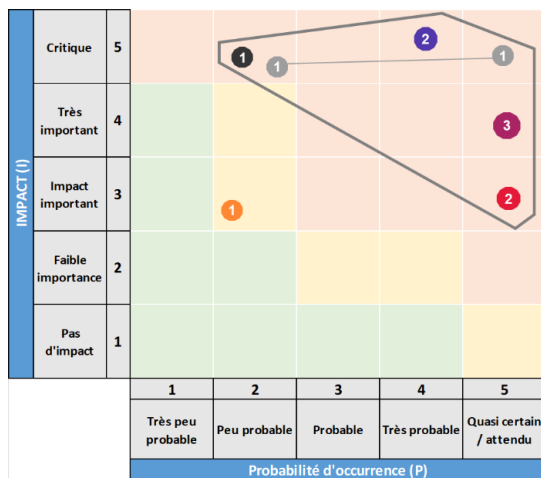 IMPACT (I)
Critique 5
1 1 2 1
Très
important 4
3
Impact
important 3
1 2
Faible
importance 2
Pas
d'impact 1
1 2 3 4 5
Très peu
probable
Peu probable
Probable
Très probable
Quasi certain
/ attendu
Probabilité d'occurrence (P)